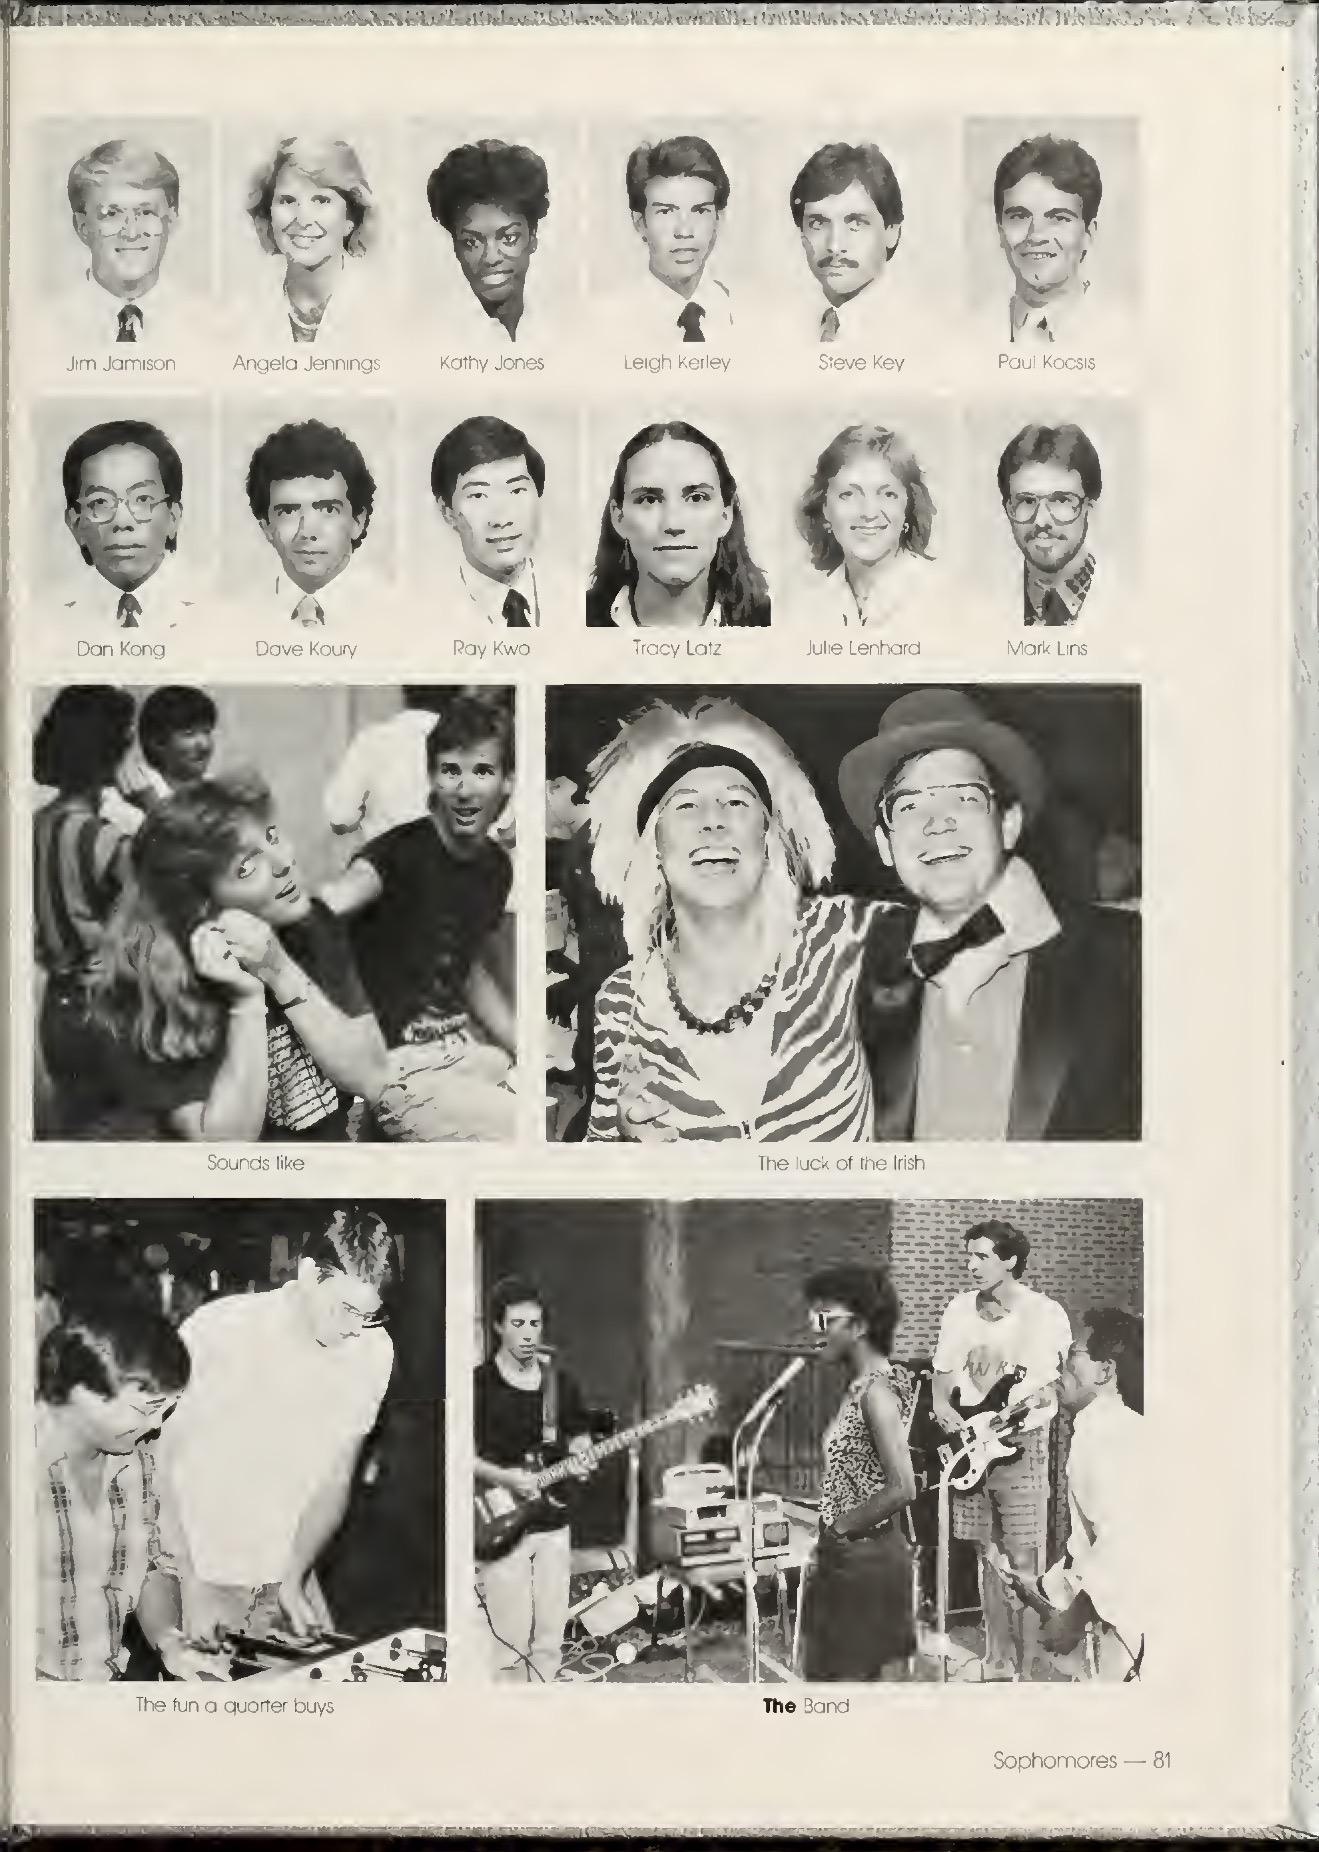 Jim Jamison Angela Jennings Kathy Jones Leigh Kerley Steve Key Paul Kocsis
Dan Kong Dave Koury Ray Kwo Tracy Latz Julie Lenhard Mark Lins
Sounds like The luck of the Irish
The fun a quarter buys The Band
Sophomores — 81